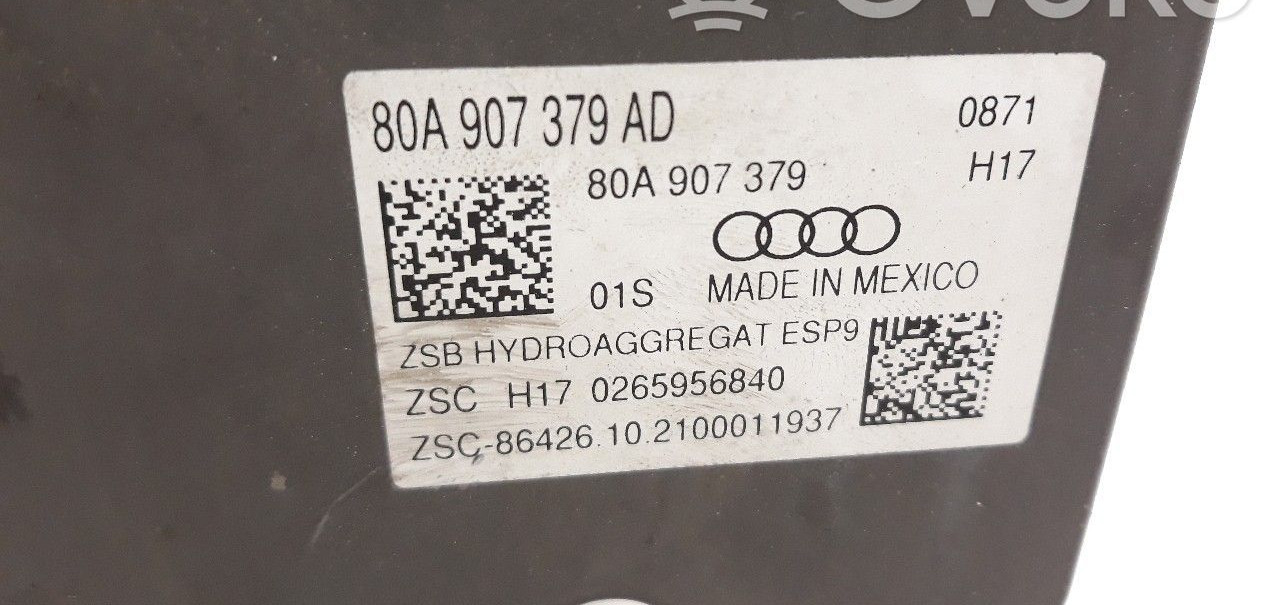 80A 907 379 AD
0871
80A 907 379
H17
01S
MADE IN MEXICO
ZSB HYDROAGGREGAT ESP9
ZSC H17 0265956840
ZSC-86426.10.2100011937